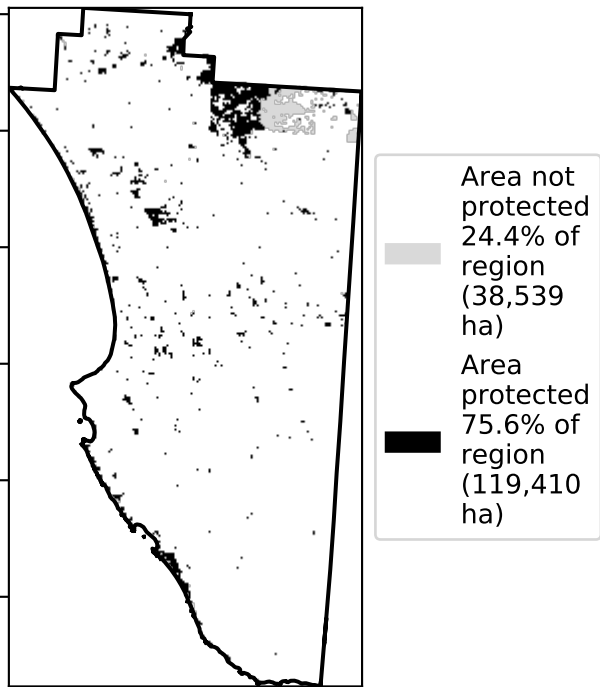 Area not
protected
24.4% of
region
(38,539
ha)
Area
protected
75.6% of
region
(119,410
ha)